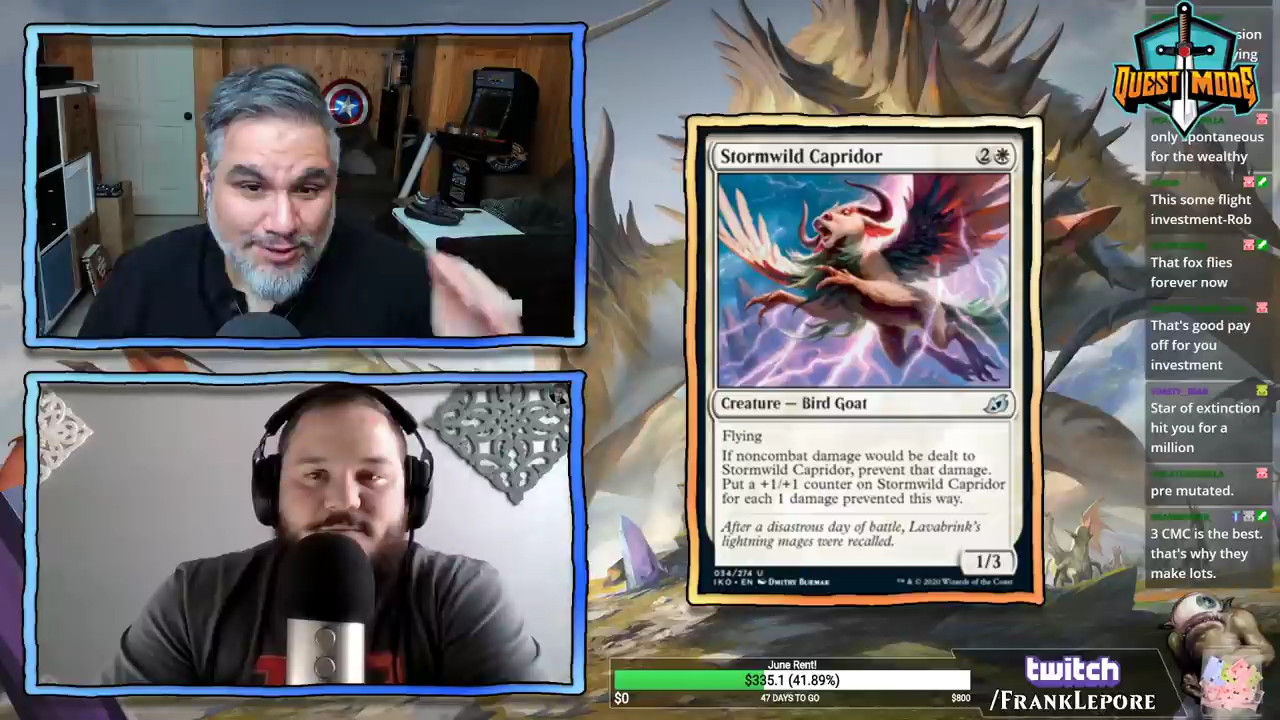 Stormwild Capridor
2
Creature — Bird Goat
Flying
If noncombat damage would be dealt to
Stormwild Capridor, prevent that damage.
Put a +1/+1 counter on Stormwild Capridor
for each 1 damage prevented this way.
After a disastrous day of battle, Lavabrink's
lightning mages were recalled.
1/3
034/274 U
IKO • EN Dmitry Burmak
™ & © 2020 Wizards of the Coast
QUEST MODE
sion
ying
only spontaneous
for the wealthy
This some flight
investment-Rob
That fox flies
forever now
That's good pay
off for you
investment
Star of extinction
hit you for a
million
pre mutated.
3 CMC is the best.
that's why they
make lots.
June Rent!
$335.1 (41.89%)
$0
47 DAYS TO GO
$800
twitch
/FrankLepore